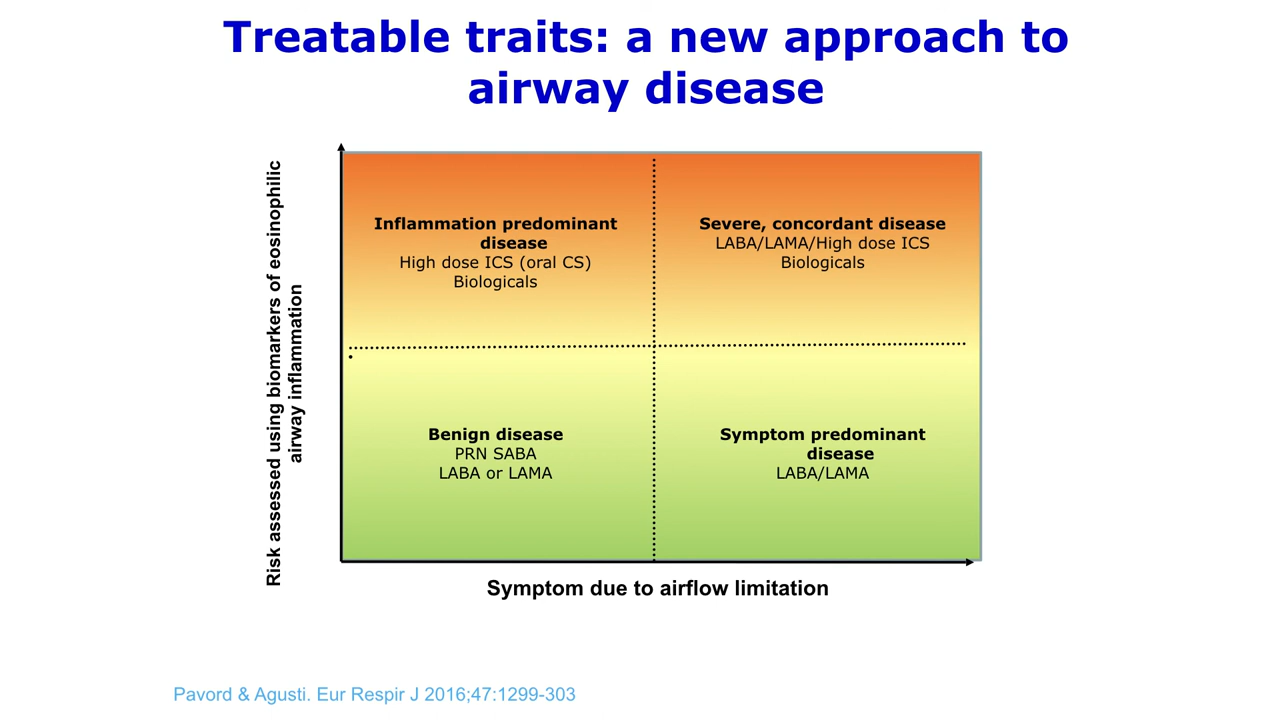 Treatable traits: a new approach to
airway disease
Risk assessed using biomarkers of eosinophilic
airway inflammation
Inflammation predominant
disease
High dose ICS (oral CS)
Biologicals
Severe, concordant disease
LABA/LAMA/High dose ICS
Biologicals
Benign disease
PRN SABA
LABA or LAMA
Symptom predominant
disease
LABA/LAMA
Symptom due to airflow limitation
Pavord & Agusti. Eur Respir J 2016;47:1299-303